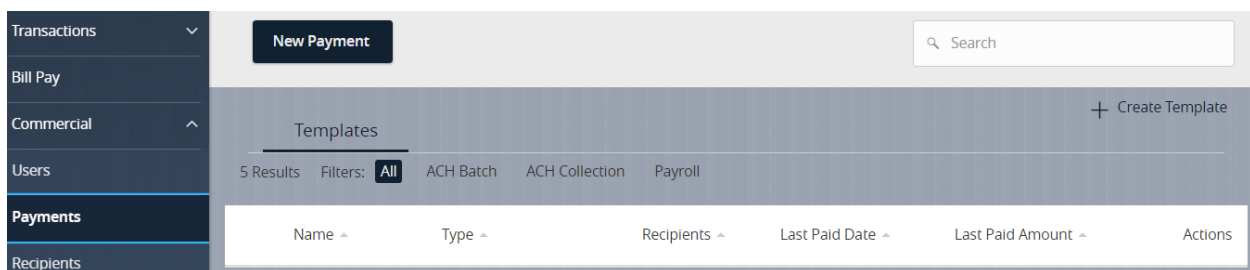 Transactions
New Payment
Search
Bill Pay
Commercial
Create Template
Templates
Users
5 Results Filters: All ACH Batch ACH Collection Payroll
Payments
Name Type Recipients Last Paid Date Last Paid Amount Actions
Recipients